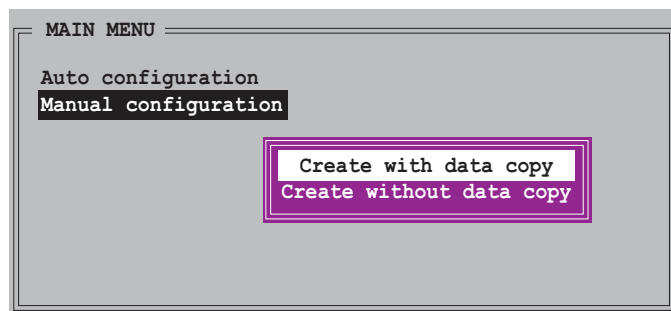 MAIN MENU
Auto configuration
Manual configuration
Create with data copy
Create without data copy